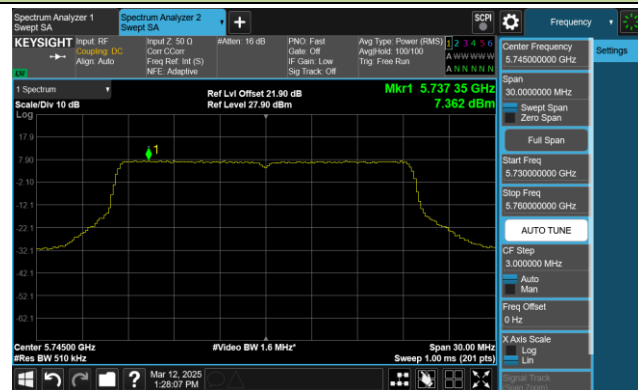 Spectrum Analyzer 1
Swept SA
Spectrum Analyzer 2
Swept SA
SCPI
Frequency
KEYSIGHT
Input: RF
Coupling: DC
Align: Auto
Input Z: 50 Ω
Corr CCorr
Freq Ref: Int (S)
NFE: Adaptive
#Atten: 16 dB
PNO: Fast
Gate: Off
IF Gain: Low
Sig Track: Off
Avg Type: Power (RMS)
Avg|Hold: 100/100
Trig: Free Run
1 2 3 4 5 6
A W W W W W
A N N N N N
1 Spectrum
Scale/Div 10 dB
Log
Ref Lvl Offset 21.90 dB
Ref Level 27.90 dBm
Mkr1 5.737 35 GHz
7.362 dBm
17.9
7.90
-2.10
-12.1
-22.1
-32.1
-42.1
-52.1
-62.1
1
Center 5.74500 GHz
#Res BW 510 kHz
#Video BW 1.6 MHz*
Span 30.00 MHz
Sweep 1.00 ms (201 pts)
Mar 12, 2025
1:28:07 PM
Center Frequency
5.745000000 GHz
Settings
Span
30.0000000 MHz
Swept Span
Zero Span
Full Span
Start Freq
5.730000000 GHz
Stop Freq
5.760000000 GHz
AUTO TUNE
CF Step
3.000000 MHz
Auto
Man
Freq Offset
0 Hz
X Axis Scale
Log
Lin
Signal Track
(Span Zoom)